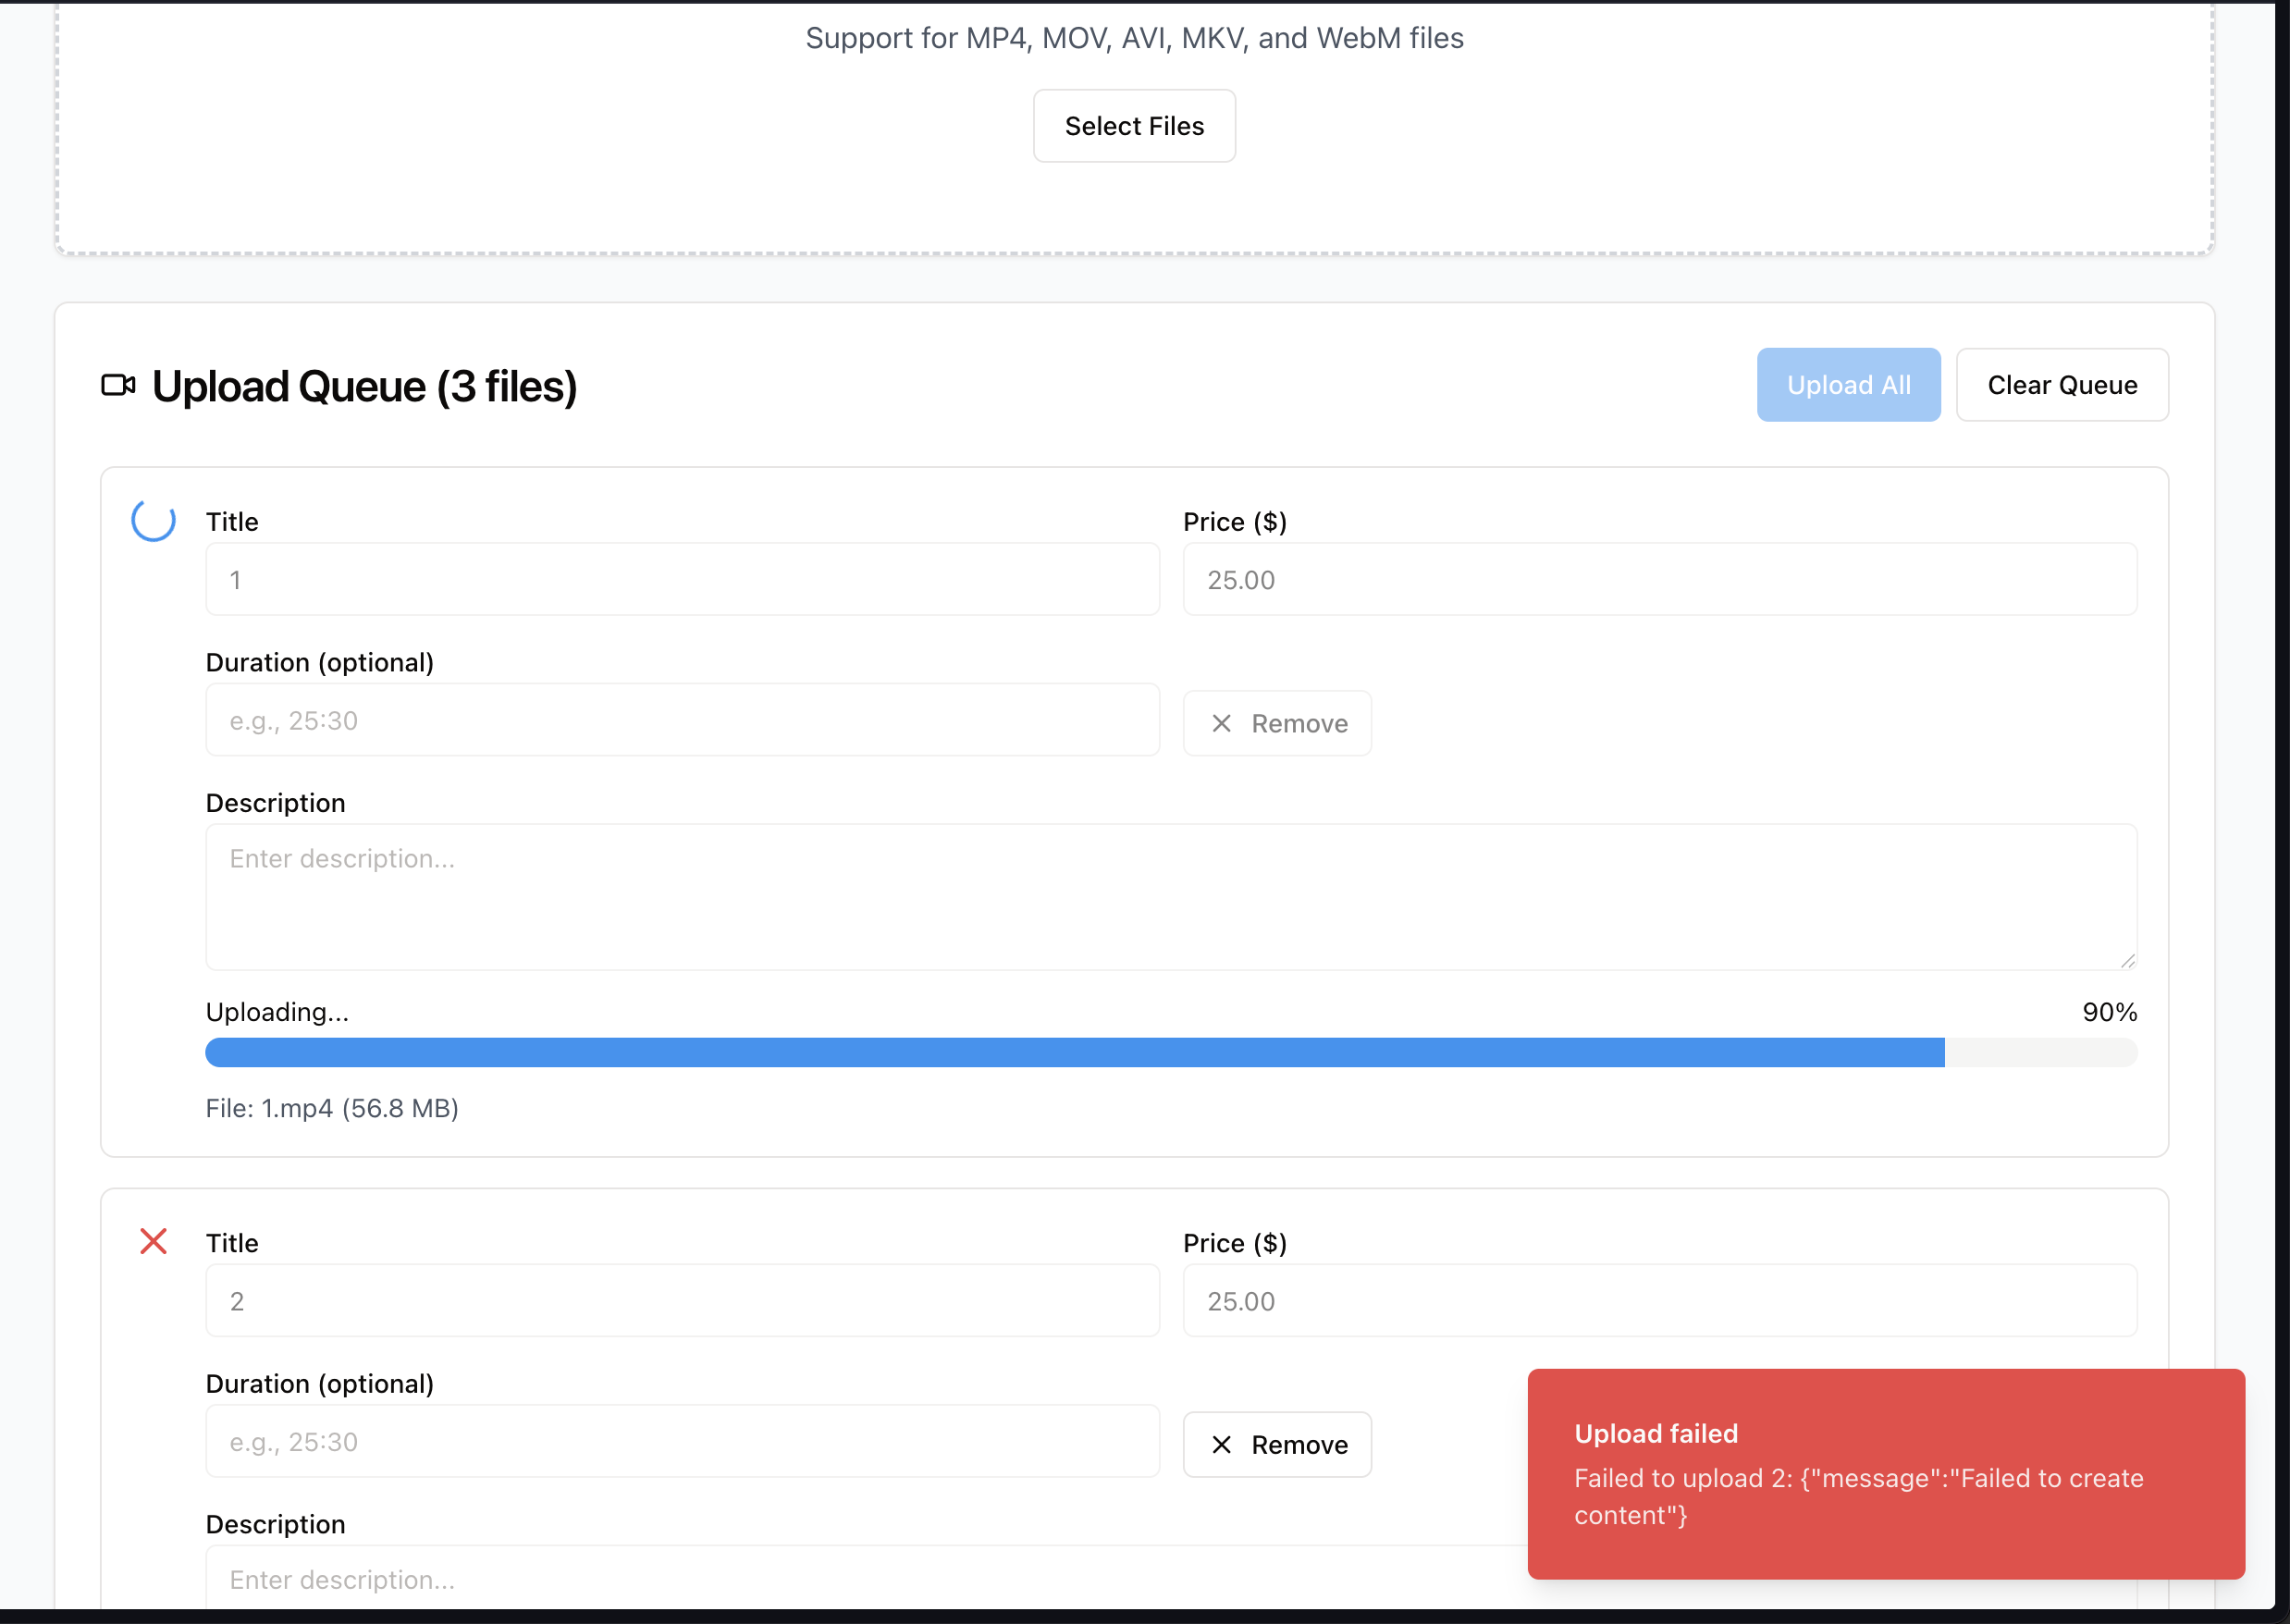 Support for MP4, MOV, AVI, MKV, and WebM files
Select Files
Upload Queue (3 files)
Upload All
Clear Queue
Title
Price ($)
1
25.00
Duration (optional)
e.g., 25:30
Remove
Description
Enter description...
Uploading...
90%
File: 1.mp4 (56.8 MB)
Title
Price ($)
2
25.00
Duration (optional)
e.g., 25:30
Remove
Description
Enter description...
Upload failed
Failed to upload 2: {"message":"Failed to create
content"}